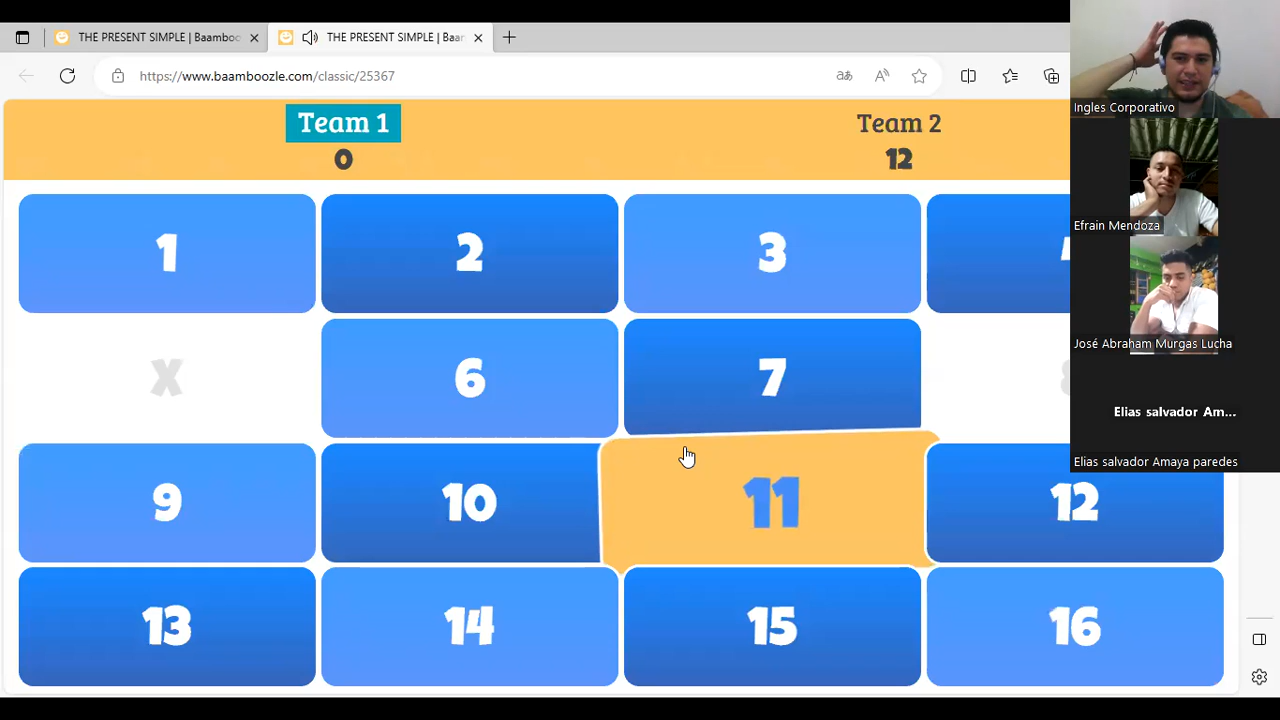 THE PRESENT SIMPLE | Baamboo
THE PRESENT SIMPLE | Baar
https://www.baamboozle.com/classic/25367
Team 1
0
Team 2
12
1
2
3
X
6
7
9
10
11
12
13
14
15
16
Ingles Corporativo
Efrain Mendoza
José Abraham Murgas Lucha
Elias salvador Am...
Elias salvador Amaya paredes